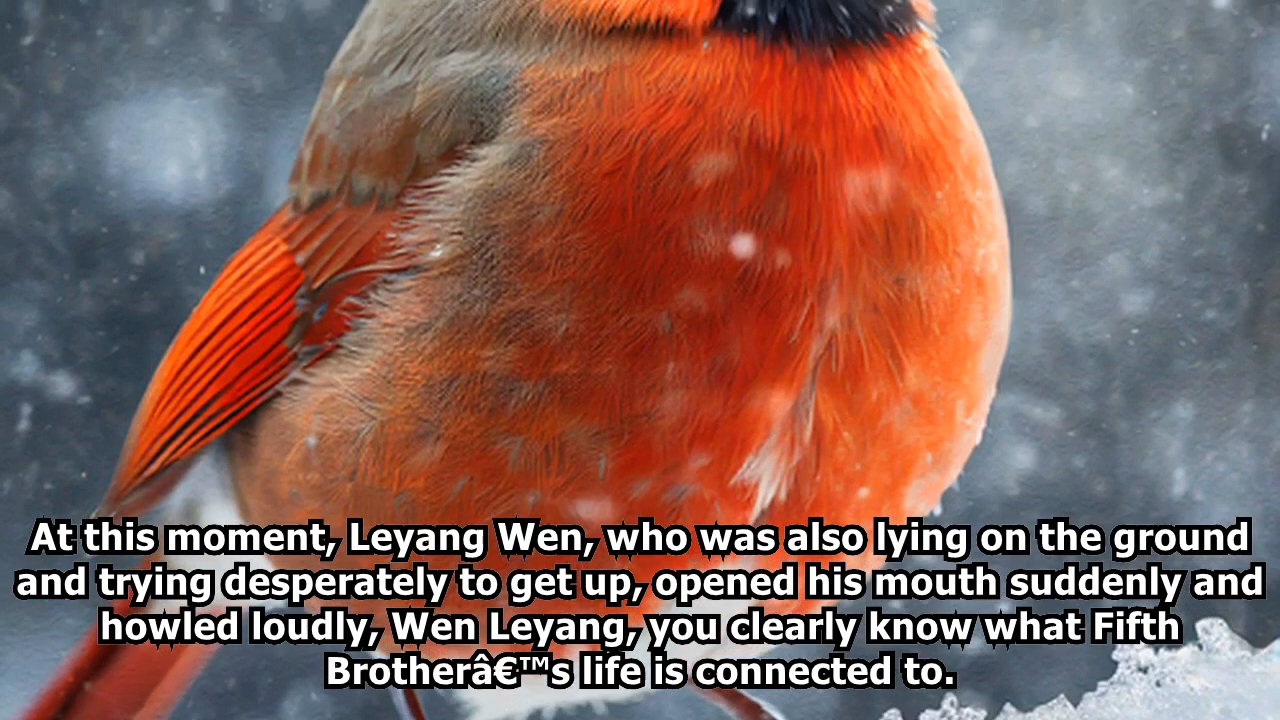 At this moment, Leyang Wen, who was also lying on the ground
and trying desperately to get up, opened his mouth suddenly and
howled loudly, Wen Leyang, you clearly know what Fifth
Brotherâ€™s life is connected to.